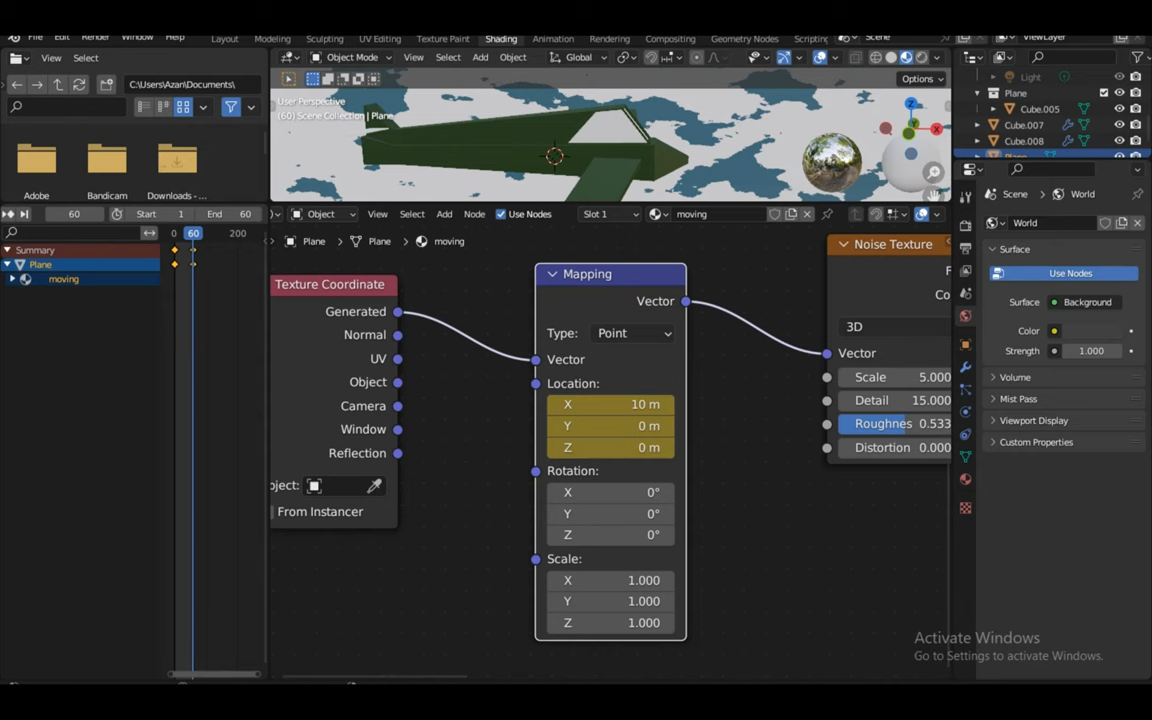 File Edit Render Window Help Layout Modeling Sculpting UV Editing Texture Paint Shading Animation Rendering Compositing Geometry Nodes Scripting Scene ViewLayer
View Select
Object Mode View Select Add Object Global
C:\Users\Azan\Documents\
Options
User Perspective
(60) Scene Collection | Plane
Z
Y
X
Light
Plane
Cube.005
Cube.007
Cube.008
Plane
Adobe
Bandicam
Downloads - ...
60 Start 1 End 60
Object View Select Add Node Use Nodes Slot 1 moving
Scene World
World
0 60 200
Summary
Plane
moving
Plane Plane moving
Texture Coordinate
Generated
Normal
UV
Object
Camera
Window
Reflection
bject:
From Instancer
Mapping
Vector
Type: Point
Vector
Location:
X 10 m
Y 0 m
Z 0 m
Rotation:
X 0°
Y 0°
Z 0°
Scale:
X 1.000
Y 1.000
Z 1.000
Noise Texture
F
Co
3D
Vector
Scale 5.000
Detail 15.000
Roughnes 0.533
Distortion 0.000
Surface
Use Nodes
Surface Background
Color
Strength 1.000
Volume
Mist Pass
Viewport Display
Custom Properties
Activate Windows
Go to Settings to activate Windows.